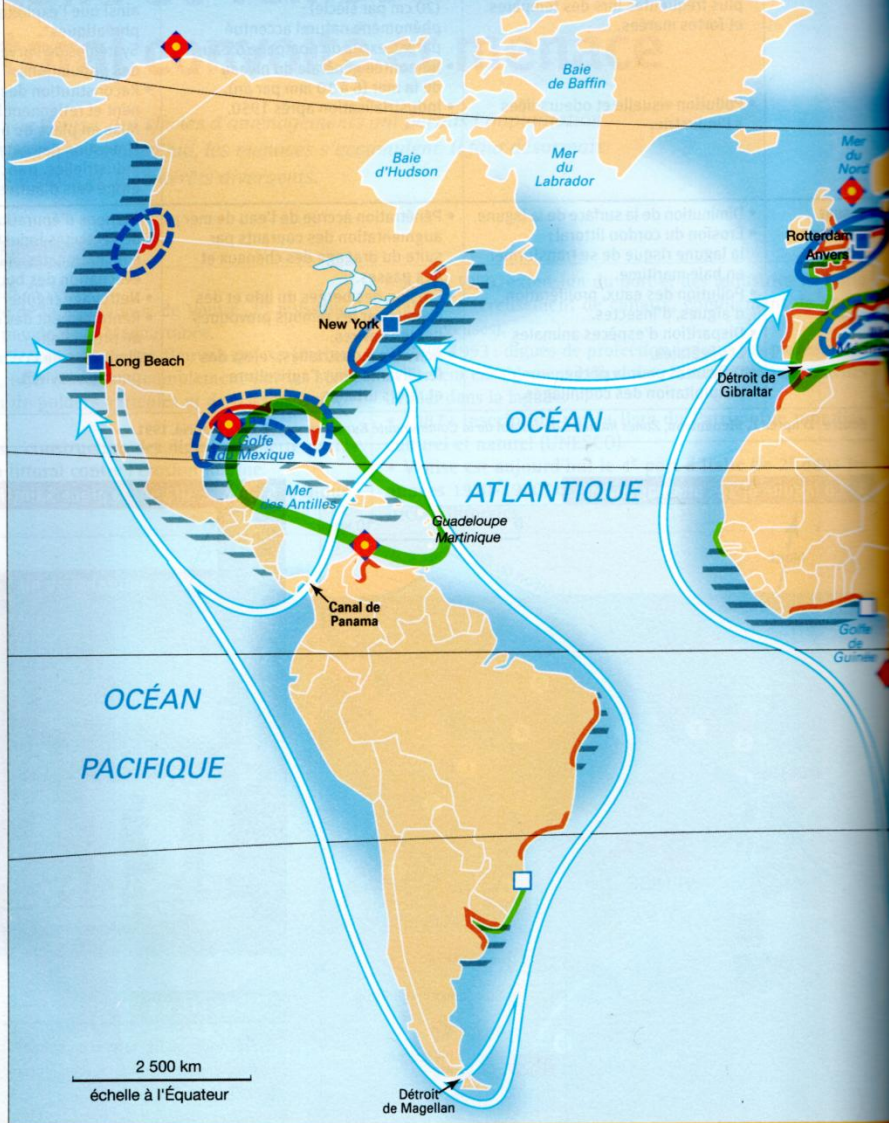 Baie
de Baffin
Mer
du
Nord
Baie
d'Hudson
Mer
du
Labrador
Rotterdam
Anvers
New York
Long Beach
Détroit de
Gibraltar
OCÉAN
ATLANTIQUE
Golfe
du Mexique
Mer
des Antilles
Guadeloupe
Martinique
Canal de
Panama
Golfe
de
Guinée
OCÉAN
PACIFIQUE
2 500 km
échelle à l'Équateur
Détroit
de Magellan